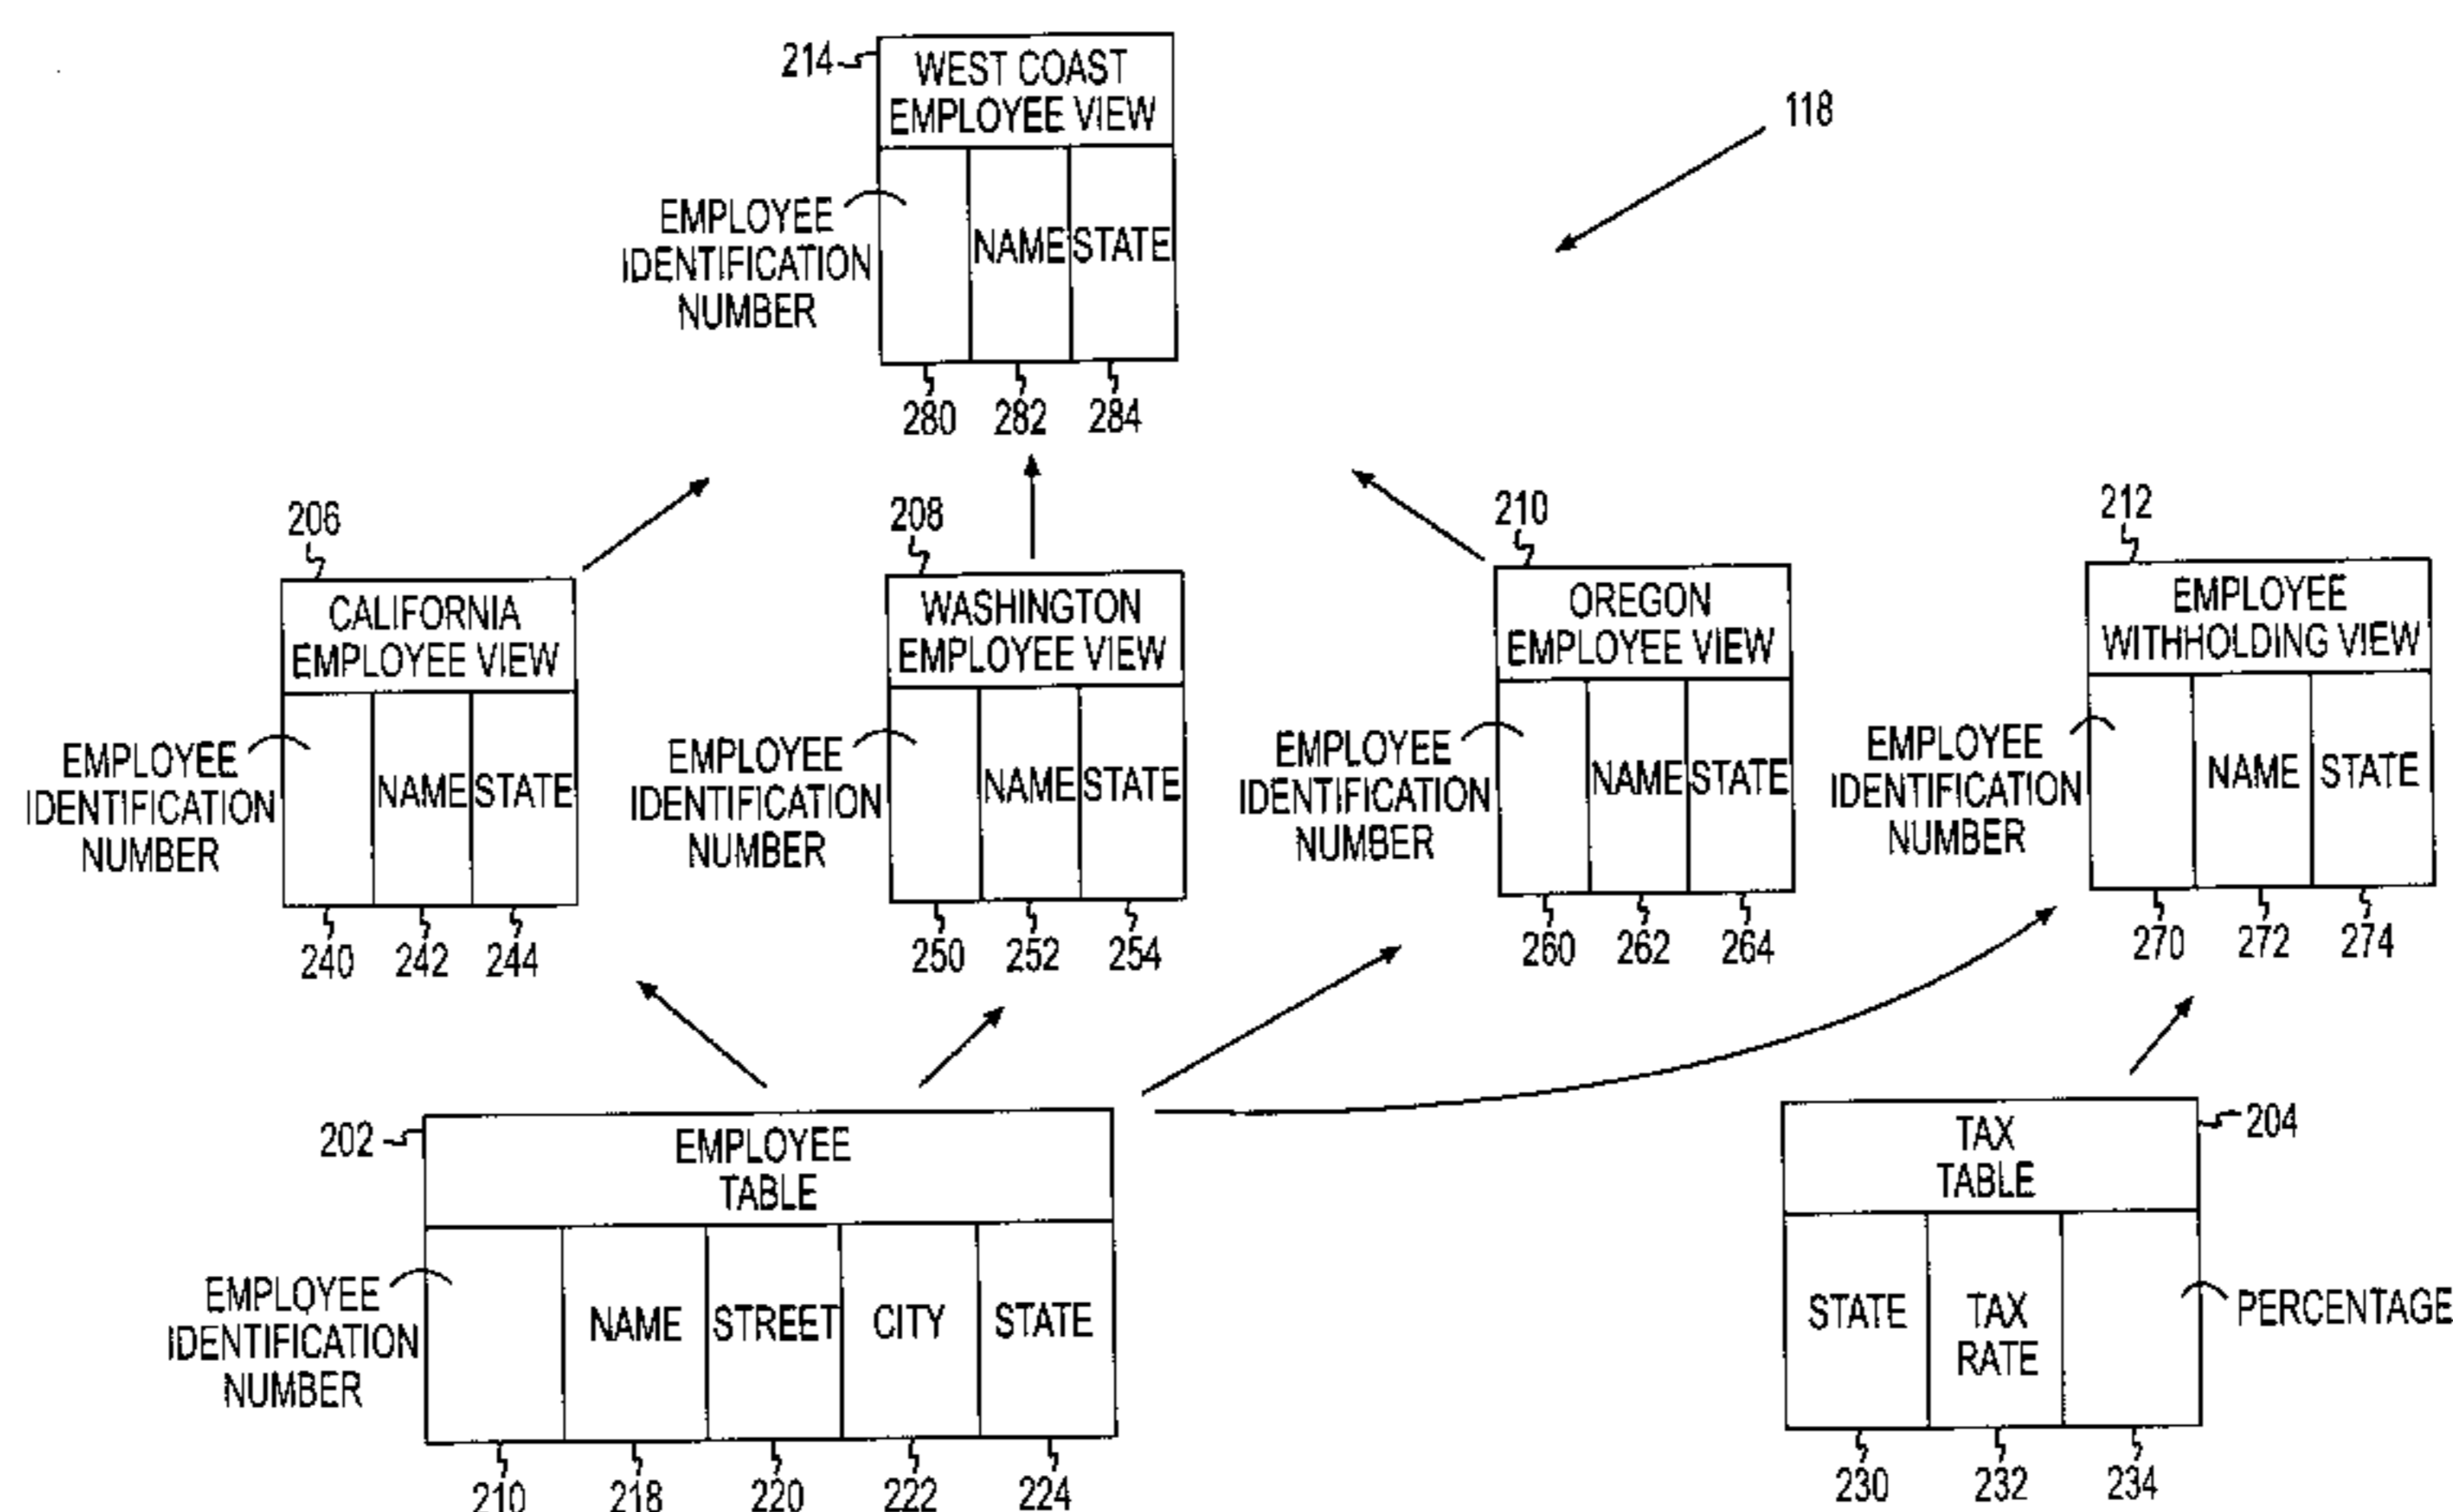 214
WEST COAST
EMPLOYEE VIEW
118
EMPLOYEE
IDENTIFICATION
NUMBER
NAME
STATE
280
282
284
206
CALIFORNIA
EMPLOYEE VIEW
EMPLOYEE
IDENTIFICATION
NUMBER
NAME
STATE
240
242
244
208
WASHINGTON
EMPLOYEE VIEW
EMPLOYEE
IDENTIFICATION
NUMBER
NAME
STATE
250
252
254
210
OREGON
EMPLOYEE VIEW
EMPLOYEE
IDENTIFICATION
NUMBER
NAME
STATE
260
262
264
212
EMPLOYEE
WITHHOLDING VIEW
EMPLOYEE
IDENTIFICATION
NUMBER
NAME
STATE
270
272
274
202
EMPLOYEE
TABLE
EMPLOYEE
IDENTIFICATION
NUMBER
NAME
STREET
CITY
STATE
210
218
220
222
224
204
TAX
TABLE
STATE
TAX
RATE
PERCENTAGE
230
232
234